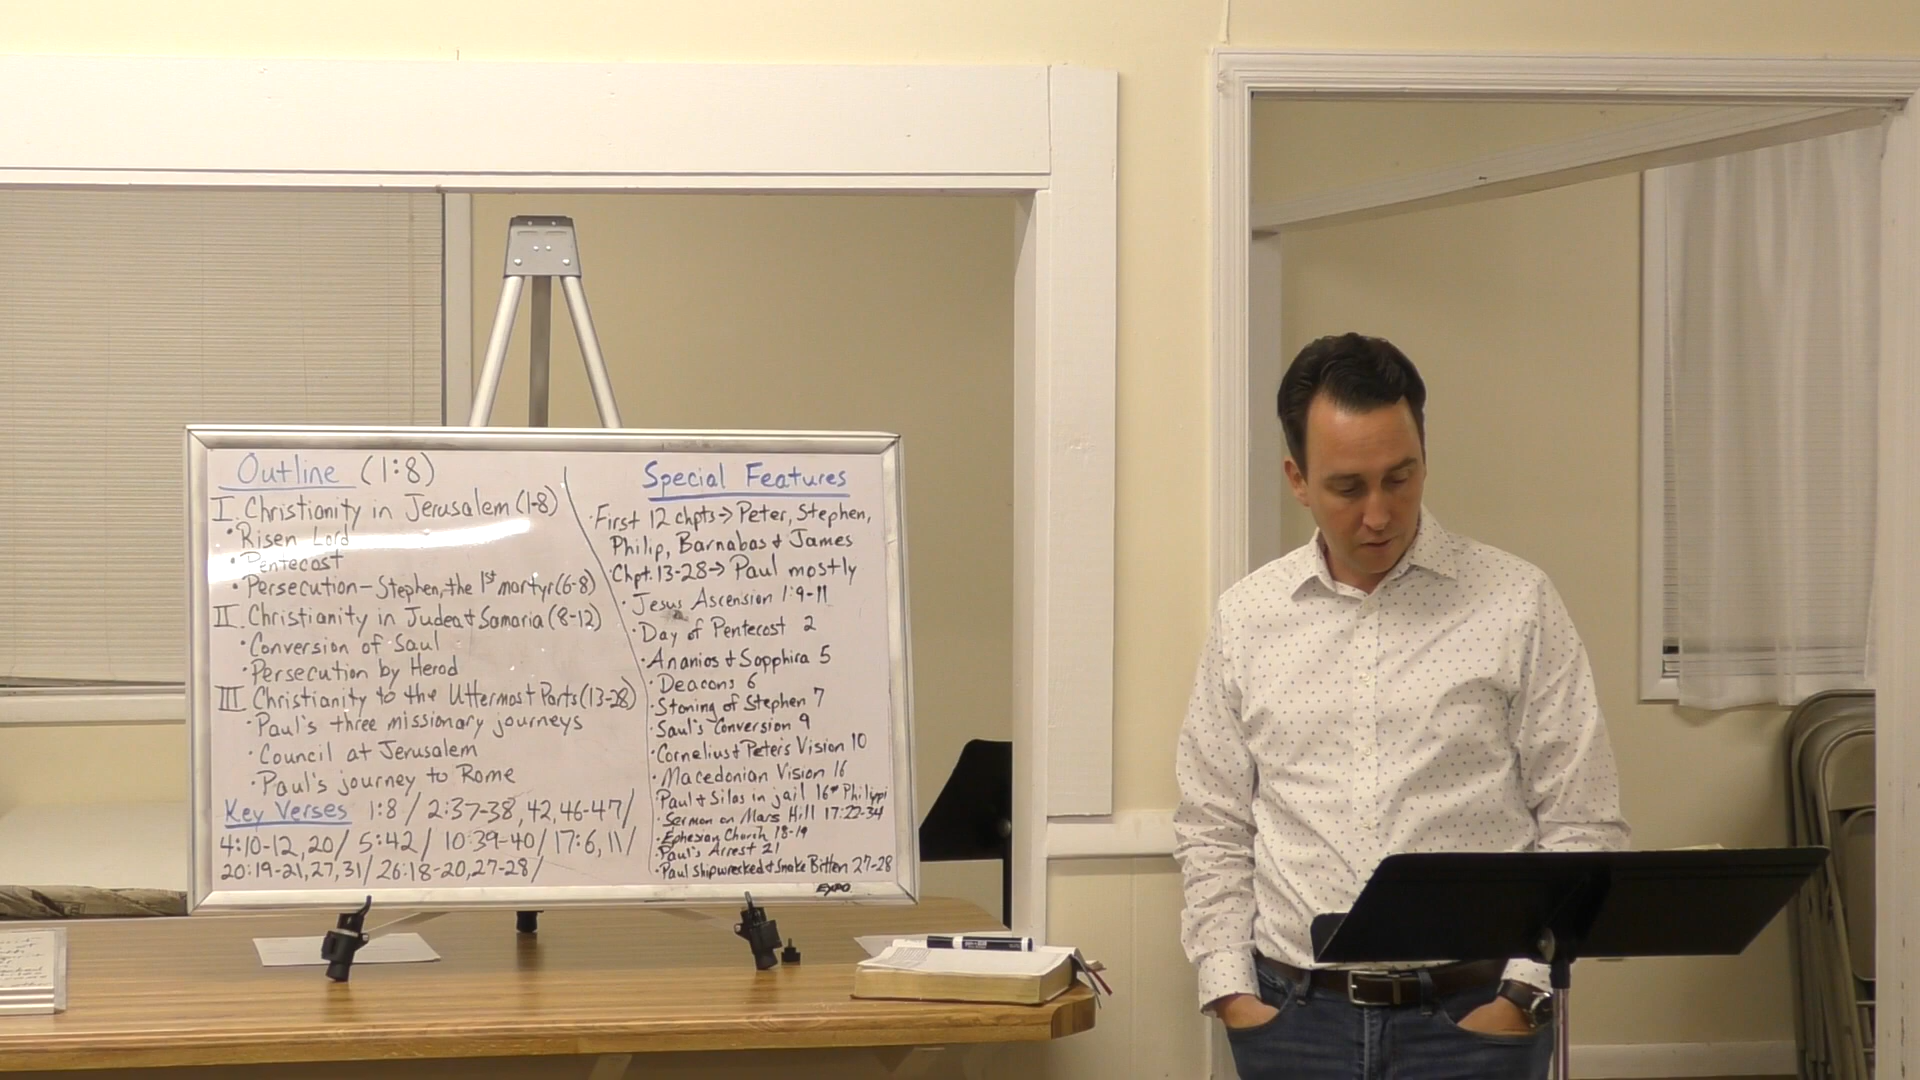 Outline (1:8)
I. Christianity in Jerusalem (1-8)
• Risen Lord
• Pentecost
• Persecution - Stephen, the 1st martyr (6-8)
II. Christianity in Judea & Samaria (8-12)
• Conversion of Saul
• Persecution by Herod
III Christianity to the Uttermost Parts (13-28)
• Paul's three missionary journeys
• Council at Jerusalem
• Paul's journey to Rome
Key Verses 1:8 / 2:37-38, 42, 46-47 /
4:10-12, 20 / 5:42 / 10:39-40 / 17:6, 11 /
20:19-21, 27, 31 / 26:18-20, 27-28 /
Special Features
• First 12 chpts → Peter, Stephen,
Philip, Barnabas & James
• Chpt. 13-28 → Paul mostly
• Jesus Ascension 1:9-11
• Day of Pentecost 2
• Ananias & Sapphira 5
• Deacons 6
• Stoning of Stephen 7
• Saul's Conversion 9
• Cornelius & Peter's Vision 10
• Macedonian Vision 16
• Paul & Silas in jail 16 Philippi
• Sermon on Mars Hill 17:22-34
• Ephesian Church 18-19
• Paul's Arrest 21
• Paul shipwrecked & Snake Bitten 27-28
EXPO